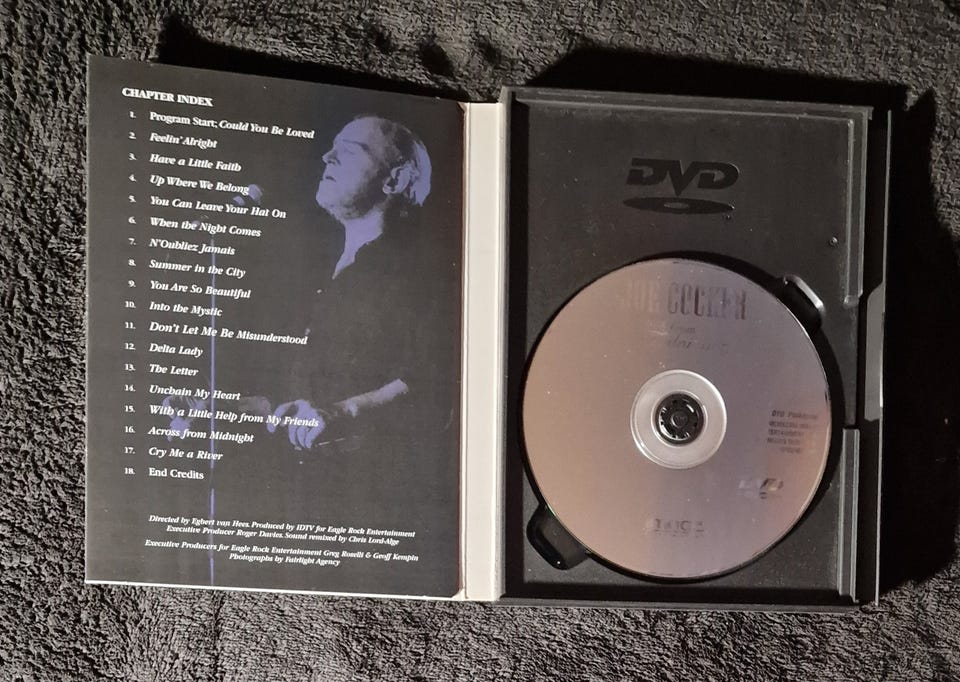 CHAPTER INDEX
1. Program Start; Could You Be Loved
2. Feelin' Alright
3. Have a Little Faith
4. Up Where We Belong
5. You Can Leave Your Hat On
6. When the Night Comes
7. N'Oubliez Jamais
8. Summer in the City
9. You Are So Beautiful
10. Into the Mystic
11. Don't Let Me Be Misunderstood
12. Delta Lady
13. The Letter
14. Unchain My Heart
15. With a Little Help from My Friends
16. Across from Midnight
17. Cry Me a River
18. End Credits
Directed by Egbert van Hees. Produced by IDTV for Eagle Rock Entertainment
Executive Producer Roger Davies. Sound remixed by Chris Lord-Alge
Executive Producers for Eagle Rock Entertainment Greg Roselli & Geoff Kempin
Photographs by Fairlight Agency
DVD
JOE COCKER
DVD